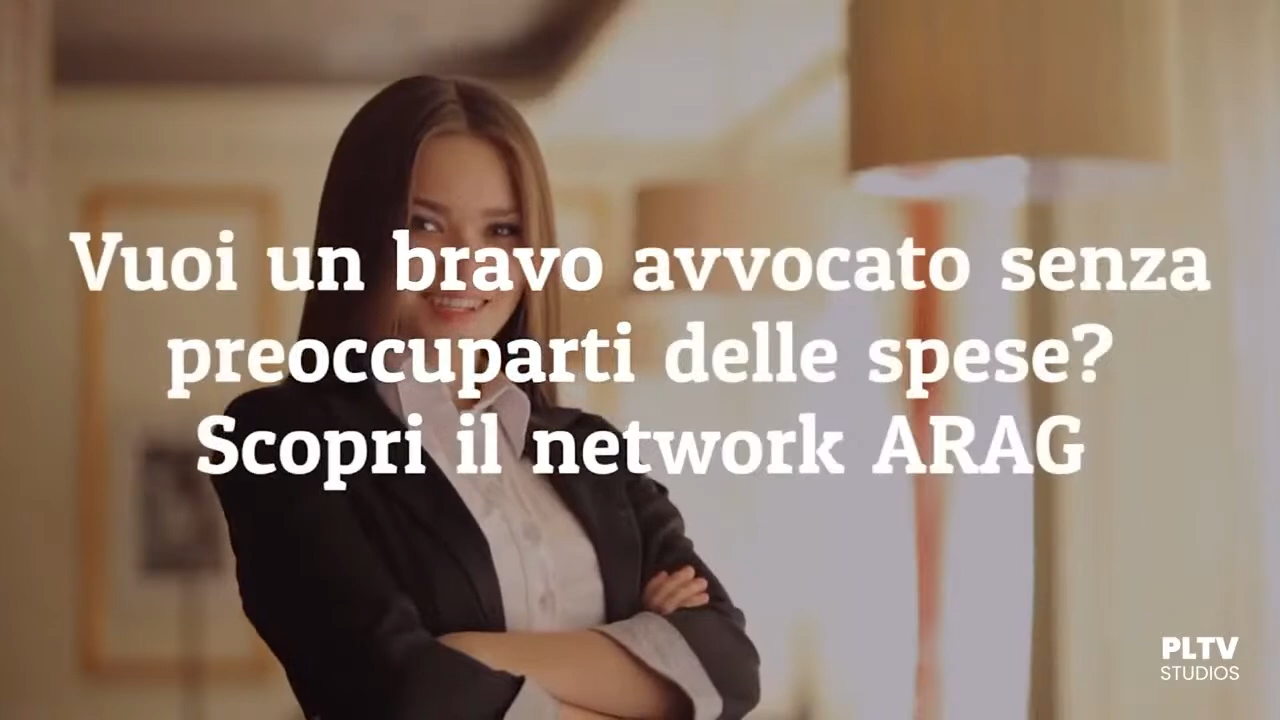 Vuoi un bravo avvocato senza
preoccuparti delle spese?
Scopri il network ARAG
PLTV
STUDIOS